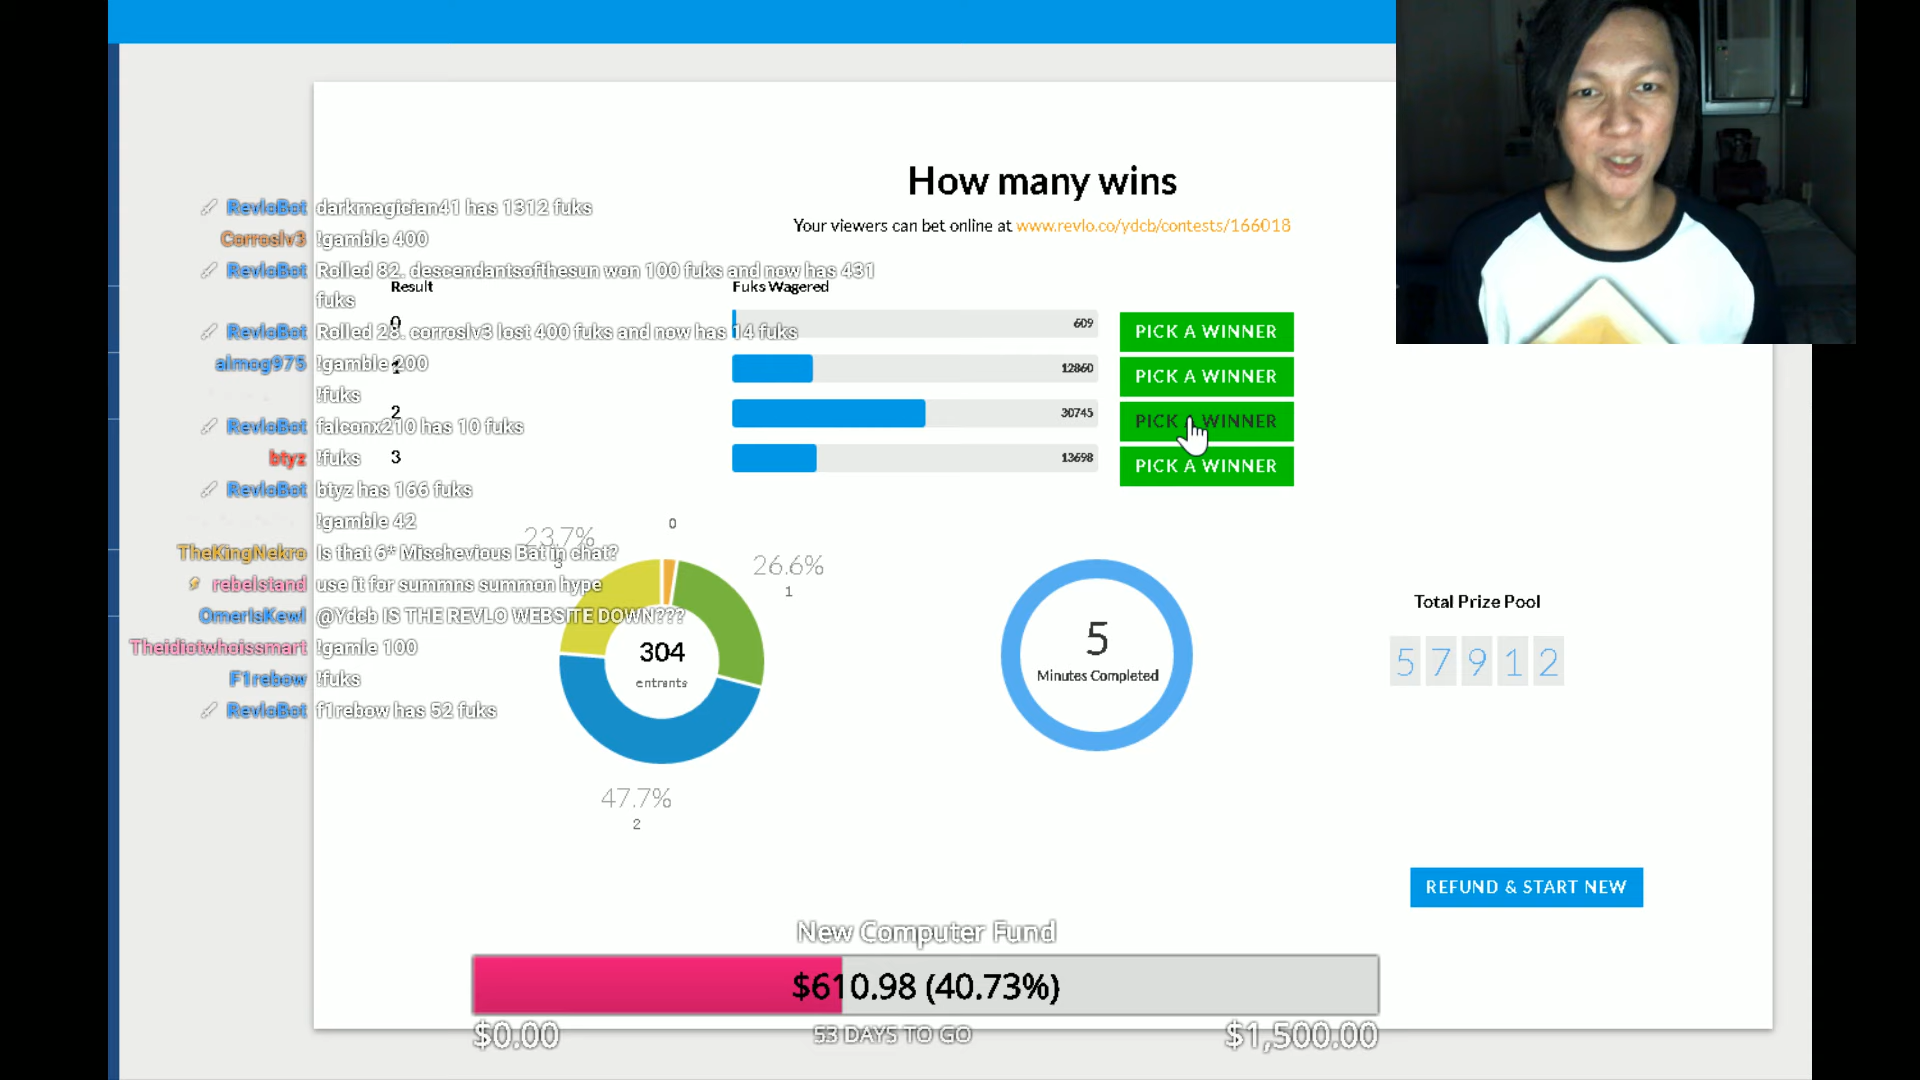 How many wins
Your viewers can bet online at www.revlo.co/ydcb/contests/166018
RevloBot darkmagician41 has 1312 fuks
Corroslv3 !gamble 400
RevloBot Rolled 82. descendantsofthesun won 100 fuks and now has 431
fuks
RevloBot Rolled 28. corroslv3 lost 400 fuks and now has 14 fuks
almog975 !gamble 200
!fuks
RevloBot falconx210 has 10 fuks
btyz !fuks
RevloBot btyz has 166 fuks
!gamble 42
TheKingNekro Is that 6* Mischevious Bat in chat?
rebelstand use it for summns summon hype
OmerIsKewl @Ydcb IS THE REVLO WEBSITE DOWN???
Theidiotwhoissmart !gamle 100
F1rebow !fuks
RevloBot f1rebow has 52 fuks
Result Fuks Wagered
0 609 PICK A WINNER
1 12860 PICK A WINNER
2 30745 PICK A WINNER
3 13698 PICK A WINNER
23.7%
3
0
26.6%
1
304
entrants
47.7%
2
5
Minutes Completed
Total Prize Pool
57912
REFUND & START NEW
New Computer Fund
$610.98 (40.73%)
$0.00 53 DAYS TO GO $1,500.00